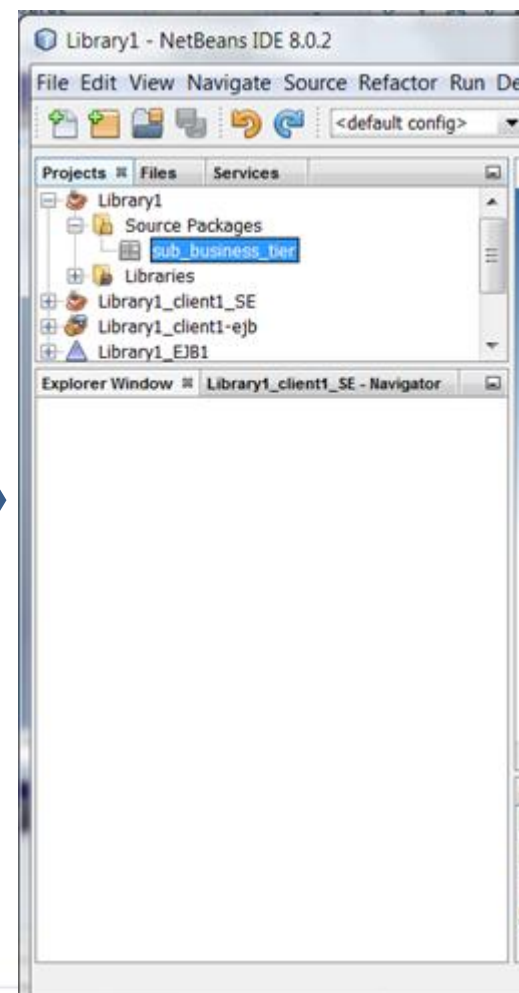 Library1 - NetBeans IDE 8.0.2
File Edit View Navigate Source Refactor Run
<default config>
Projects Files Services
Library1
Source Packages
sub_business_tier
Libraries
Library1_client1_SE
Library1_client1-ejb
Library1_EJB1
Explorer Window Library1_client1_SE - Navigator